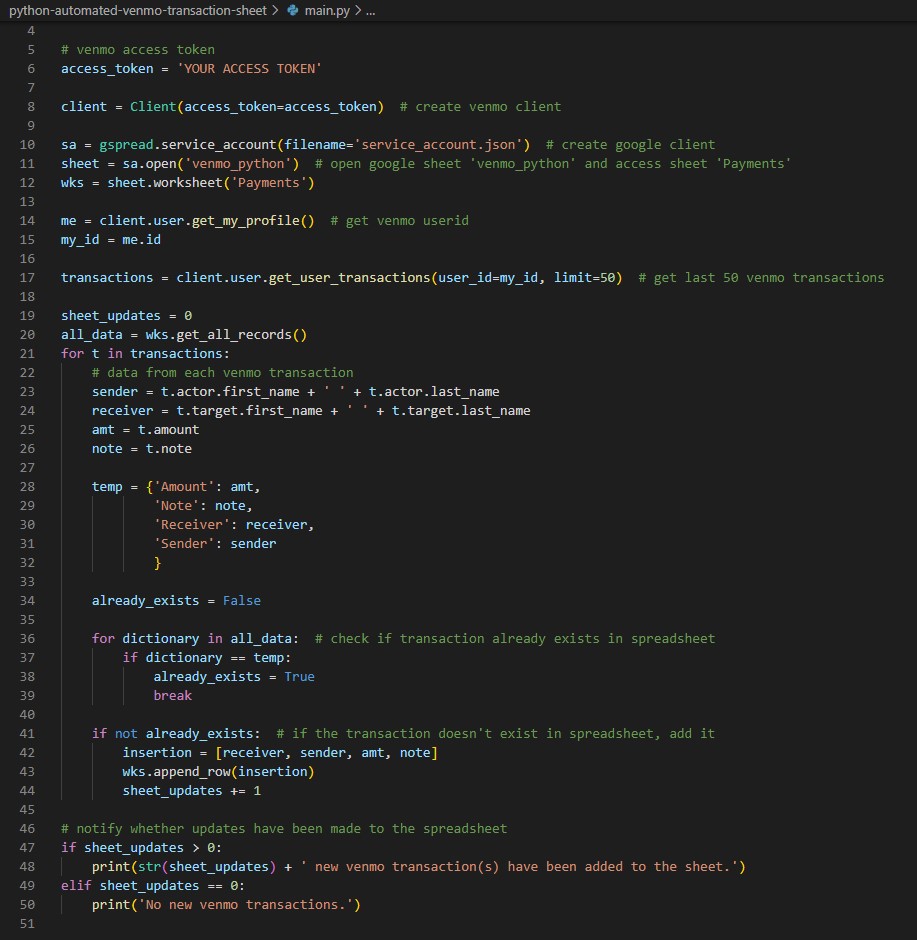 python-automated-venmo-transaction-sheet > main.py > ...
4
5 # venmo access token
6 access_token = 'YOUR ACCESS TOKEN'
7
8 client = Client(access_token=access_token)  # create venmo client
9
10 sa = gspread.service_account(filename='service_account.json')  # create google client
11 sheet = sa.open('venmo_python')  # open google sheet 'venmo_python' and access sheet 'Payments'
12 wks = sheet.worksheet('Payments')
13
14 me = client.user.get_my_profile()  # get venmo userid
15 my_id = me.id
16
17 transactions = client.user.get_user_transactions(user_id=my_id, limit=50)  # get last 50 venmo transactions
18
19 sheet_updates = 0
20 all_data = wks.get_all_records()
21 for t in transactions:
22     # data from each venmo transaction
23     sender = t.actor.first_name + ' ' + t.actor.last_name
24     receiver = t.target.first_name + ' ' + t.target.last_name
25     amt = t.amount
26     note = t.note
27
28     temp = {'Amount': amt,
29             'Note': note,
30             'Receiver': receiver,
31             'Sender': sender
32             }
33
34     already_exists = False
35
36     for dictionary in all_data:  # check if transaction already exists in spreadsheet
37         if dictionary == temp:
38             already_exists = True
39             break
40
41     if not already_exists:  # if the transaction doesn't exist in spreadsheet, add it
42         insertion = [receiver, sender, amt, note]
43         wks.append_row(insertion)
44         sheet_updates += 1
45
46 # notify whether updates have been made to the spreadsheet
47 if sheet_updates > 0:
48     print(str(sheet_updates) + ' new venmo transaction(s) have been added to the sheet.')
49 elif sheet_updates == 0:
50     print('No new venmo transactions.')
51